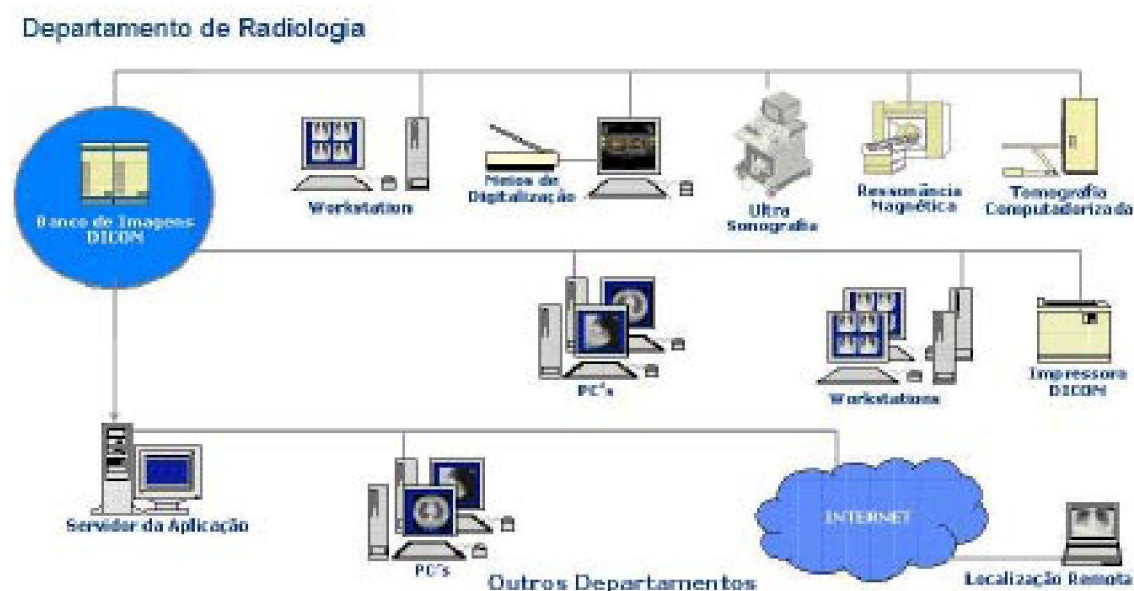 Departamento de Radiologia
Banco de Imagens
DICOM
Workstation
Meios de
Digitalização
Ultra
Sonografia
Ressonância
Magnética
Tomografia
Computadorizada
PC's
Workstations
Impressora
DICOM
Servidor da Aplicação
PC's
INTERNET
Outros Departamentos
Localização Remota